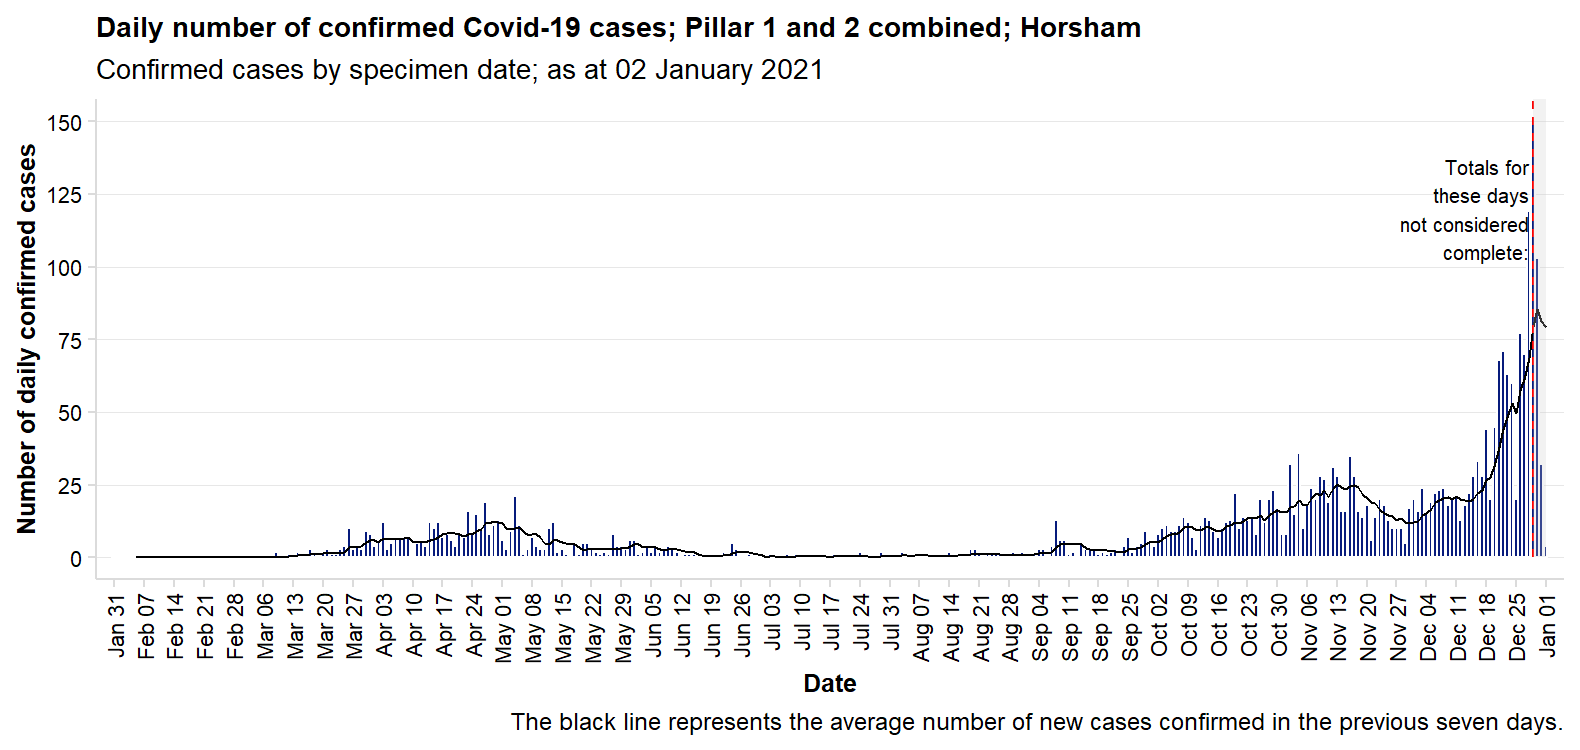 Daily number of confirmed Covid-19 cases; Pillar 1 and 2 combined; Horsham
Confirmed cases by specimen date; as at 02 January 2021
Number of daily confirmed cases
150
125
100
75
50
25
0
Totals for
these days
not considered
complete:
Jan 31
Feb 07
Feb 14
Feb 21
Feb 28
Mar 06
Mar 13
Mar 20
Mar 27
Apr 03
Apr 10
Apr 17
Apr 24
May 01
May 08
May 15
May 22
May 29
Jun 05
Jun 12
Jun 19
Jun 26
Jul 03
Jul 10
Jul 17
Jul 24
Jul 31
Aug 07
Aug 14
Aug 21
Aug 28
Sep 04
Sep 11
Sep 18
Sep 25
Oct 02
Oct 09
Oct 16
Oct 23
Oct 30
Nov 06
Nov 13
Nov 20
Nov 27
Dec 04
Dec 11
Dec 18
Dec 25
Jan 01
Date
The black line represents the average number of new cases confirmed in the previous seven days.